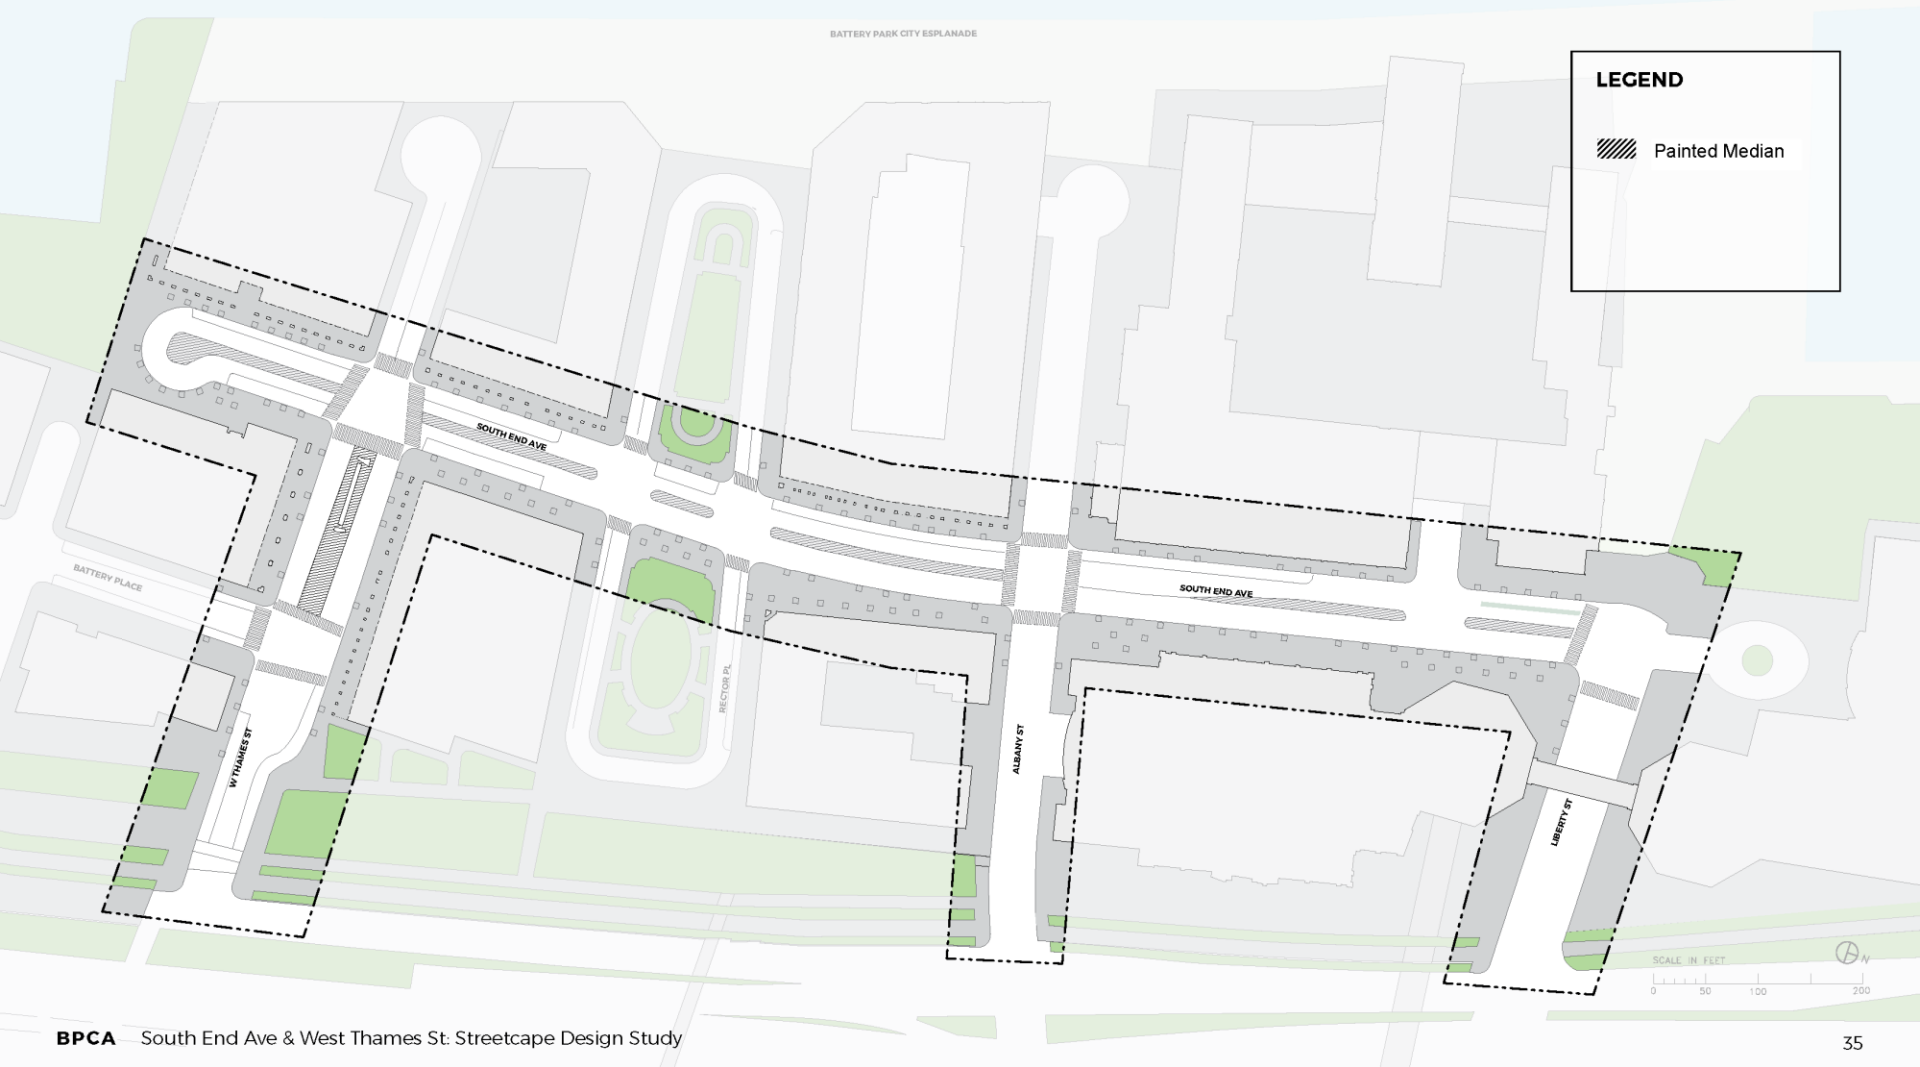 BATTERY PARK CITY ESPLANADE
LEGEND
Painted Median
SOUTH END AVE
SOUTH END AVE
BATTERY PLACE
RECTOR PL
W THAMES ST
ALBANY ST
LIBERTY ST
SCALE IN FEET
N
0 50 100 200
BPCA South End Ave & West Thames St: Streetcape Design Study
35